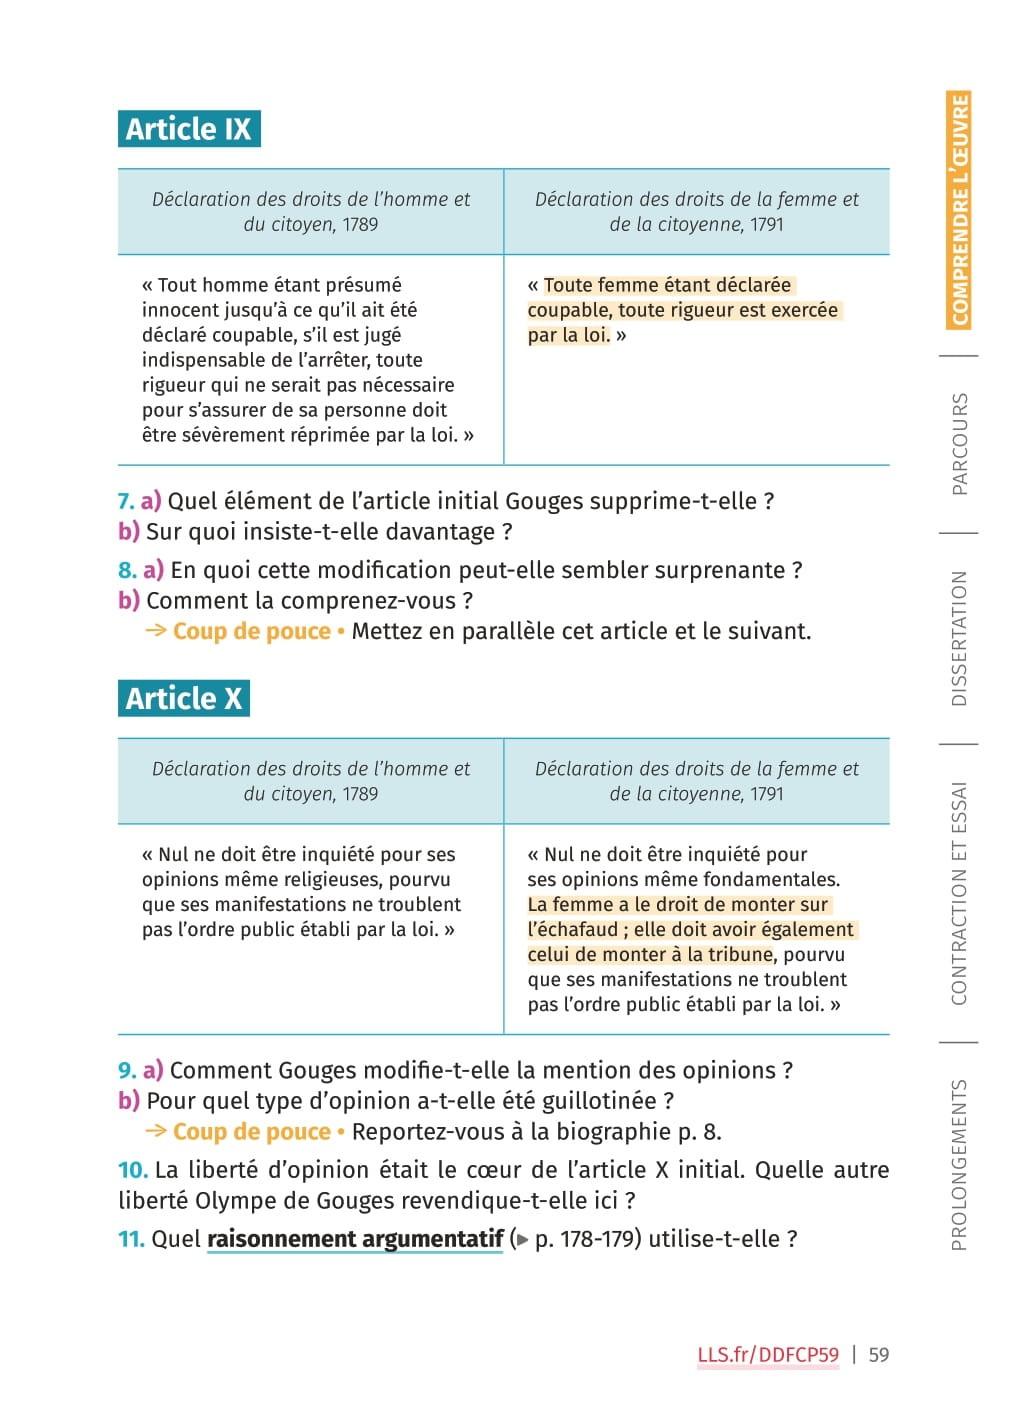 Article IX
Déclaration des droits de l'homme et
du citoyen, 1789
Déclaration des droits de la femme et
de la citoyenne, 1791
« Tout homme étant présumé
innocent jusqu'à ce qu'il ait été
déclaré coupable, s'il est jugé
indispensable de l'arrêter, toute
rigueur qui ne serait pas nécessaire
pour s'assurer de sa personne doit
être sévèrement réprimée par la loi. »
« Toute femme étant déclarée
coupable, toute rigueur est exercée
par la loi. »
7. a) Quel élément de l'article initial Gouges supprime-t-elle ?
b) Sur quoi insiste-t-elle davantage ?
8. a) En quoi cette modification peut-elle sembler surprenante ?
b) Comment la comprenez-vous ?
→ Coup de pouce • Mettez en parallèle cet article et le suivant.
Article X
Déclaration des droits de l'homme et
du citoyen, 1789
Déclaration des droits de la femme et
de la citoyenne, 1791
« Nul ne doit être inquiété pour ses
opinions même religieuses, pourvu
que ses manifestations ne troublent
pas l'ordre public établi par la loi. »
« Nul ne doit être inquiété pour
ses opinions même fondamentales.
La femme a le droit de monter sur
l'échafaud ; elle doit avoir également
celui de monter à la tribune, pourvu
que ses manifestations ne troublent
pas l'ordre public établi par la loi. »
9. a) Comment Gouges modifie-t-elle la mention des opinions ?
b) Pour quel type d'opinion a-t-elle été guillotinée ?
→ Coup de pouce • Reportez-vous à la biographie p. 8.
10. La liberté d'opinion était le cœur de l'article X initial. Quelle autre
liberté Olympe de Gouges revendique-t-elle ici ?
11. Quel raisonnement argumentatif (▶ p. 178-179) utilise-t-elle ?
LLS.fr/DDFCP59 | 59
COMPRENDRE L'ŒUVRE
PARCOURS
DISSERTATION
CONTRACTION ET ESSAI
PROLONGEMENTS